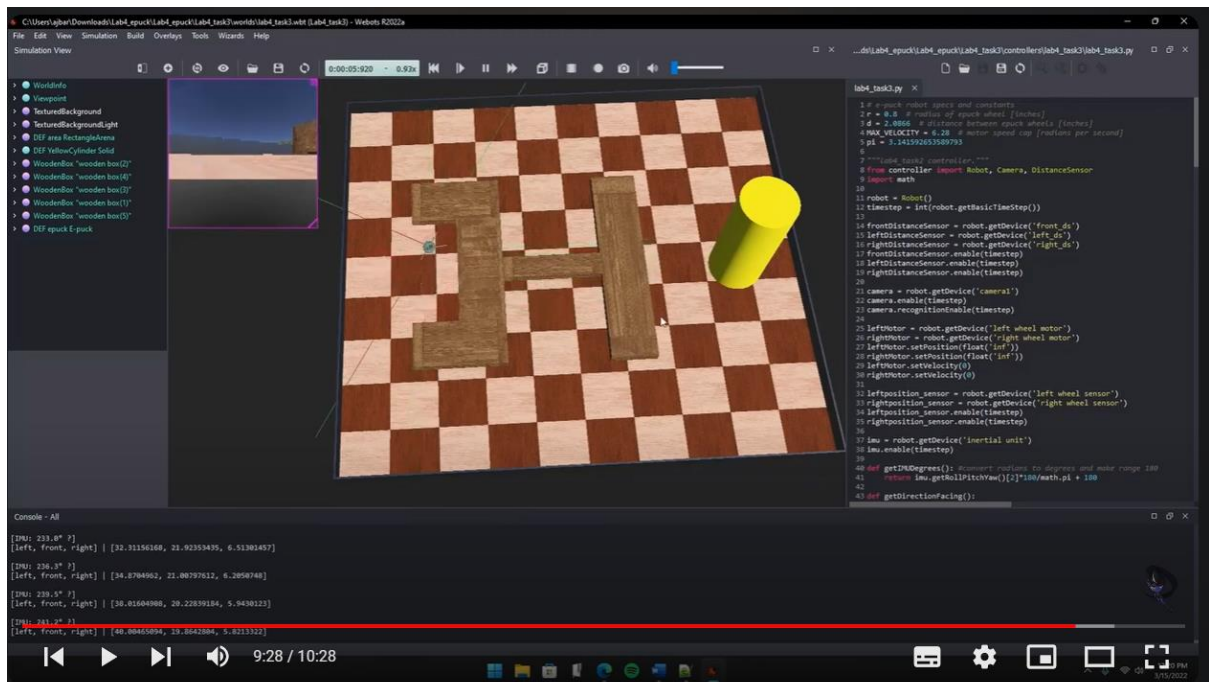 C:\Users\ajbar\Downloads\Lab4_epuck\Lab4_epuck\Lab4_task3\worlds\lab4_task3.wbt (Lab4_task3) - Webots R2022a
File Edit View Simulation Build Overlays Tools Wizards Help
Simulation View
...ds\Lab4_epuck\Lab4_epuck\Lab4_task3\controllers\lab4_task3\lab4_task3.py
0:00:05:920 - 0.93x
lab4_task3.py
WorldInfo
Viewpoint
TexturedBackground
TexturedBackgroundLight
DEF area RectangleArena
DEF YellowCylinder Solid
WoodenBox "wooden box(2)"
WoodenBox "wooden box(4)"
WoodenBox "wooden box(3)"
WoodenBox "wooden box(1)"
WoodenBox "wooden box(5)"
DEF epuck E-puck
1 # e-puck robot specs and constants
2 r = 0.8 # radius of epuck wheel [inches]
3 d = 2.0866 # distance between epuck wheels [inches]
4 MAX_VELOCITY = 6.28 # motor speed cap [radians per second]
5 pi = 3.141592653589793
6
7 """lab4_task2 controller."""
8 from controller import Robot, Camera, DistanceSensor
9 import math
10
11 robot = Robot()
12 timestep = int(robot.getBasicTimeStep())
13
14 frontDistanceSensor = robot.getDevice('front_ds')
15 leftDistanceSensor = robot.getDevice('left_ds')
16 rightDistanceSensor = robot.getDevice('right_ds')
17 frontDistanceSensor.enable(timestep)
18 leftDistanceSensor.enable(timestep)
19 rightDistanceSensor.enable(timestep)
20
21 camera = robot.getDevice('camera1')
22 camera.enable(timestep)
23 camera.recognitionEnable(timestep)
24
25 leftMotor = robot.getDevice('left wheel motor')
26 rightMotor = robot.getDevice('right wheel motor')
27 leftMotor.setPosition(float('inf'))
28 rightMotor.setPosition(float('inf'))
29 leftMotor.setVelocity(0)
30 rightMotor.setVelocity(0)
31
32 leftposition_sensor = robot.getDevice('left wheel sensor')
33 rightposition_sensor = robot.getDevice('right wheel sensor')
34 leftposition_sensor.enable(timestep)
35 rightposition_sensor.enable(timestep)
36
37 imu = robot.getDevice('inertial unit')
38 imu.enable(timestep)
39
40 def getIMUDegrees(): #convert radians to degrees and make range 180
41 return imu.getRollPitchYaw()[2]*180/math.pi + 180
42
43 def getDirectionFacing():
Console - All
[IMU: 233.0° ?]
[left, front, right] | [32.31156168, 21.92353435, 6.51301457]
[IMU: 236.3° ?]
[left, front, right] | [34.8704962, 21.00797612, 6.2050748]
[IMU: 239.5° ?]
[left, front, right] | [38.01604908, 20.22839184, 5.9430123]
[IMU: 241.2° ?]
[left, front, right] | [40.00465094, 19.8642804, 5.8213322]
9:28 / 10:28
PM
3/15/2022